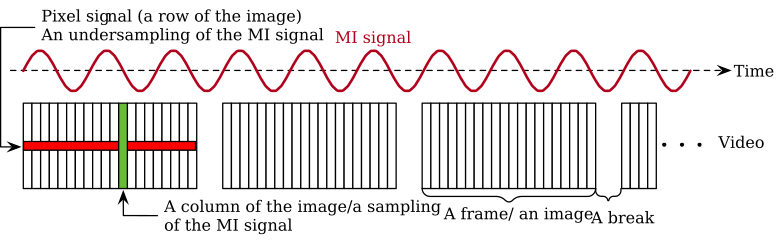 Pixel signal (a row of the image)
An undersampling of the MI signal
MI signal
Time
Video
A column of the image/a sampling
of the MI signal
A frame/ an image
A break